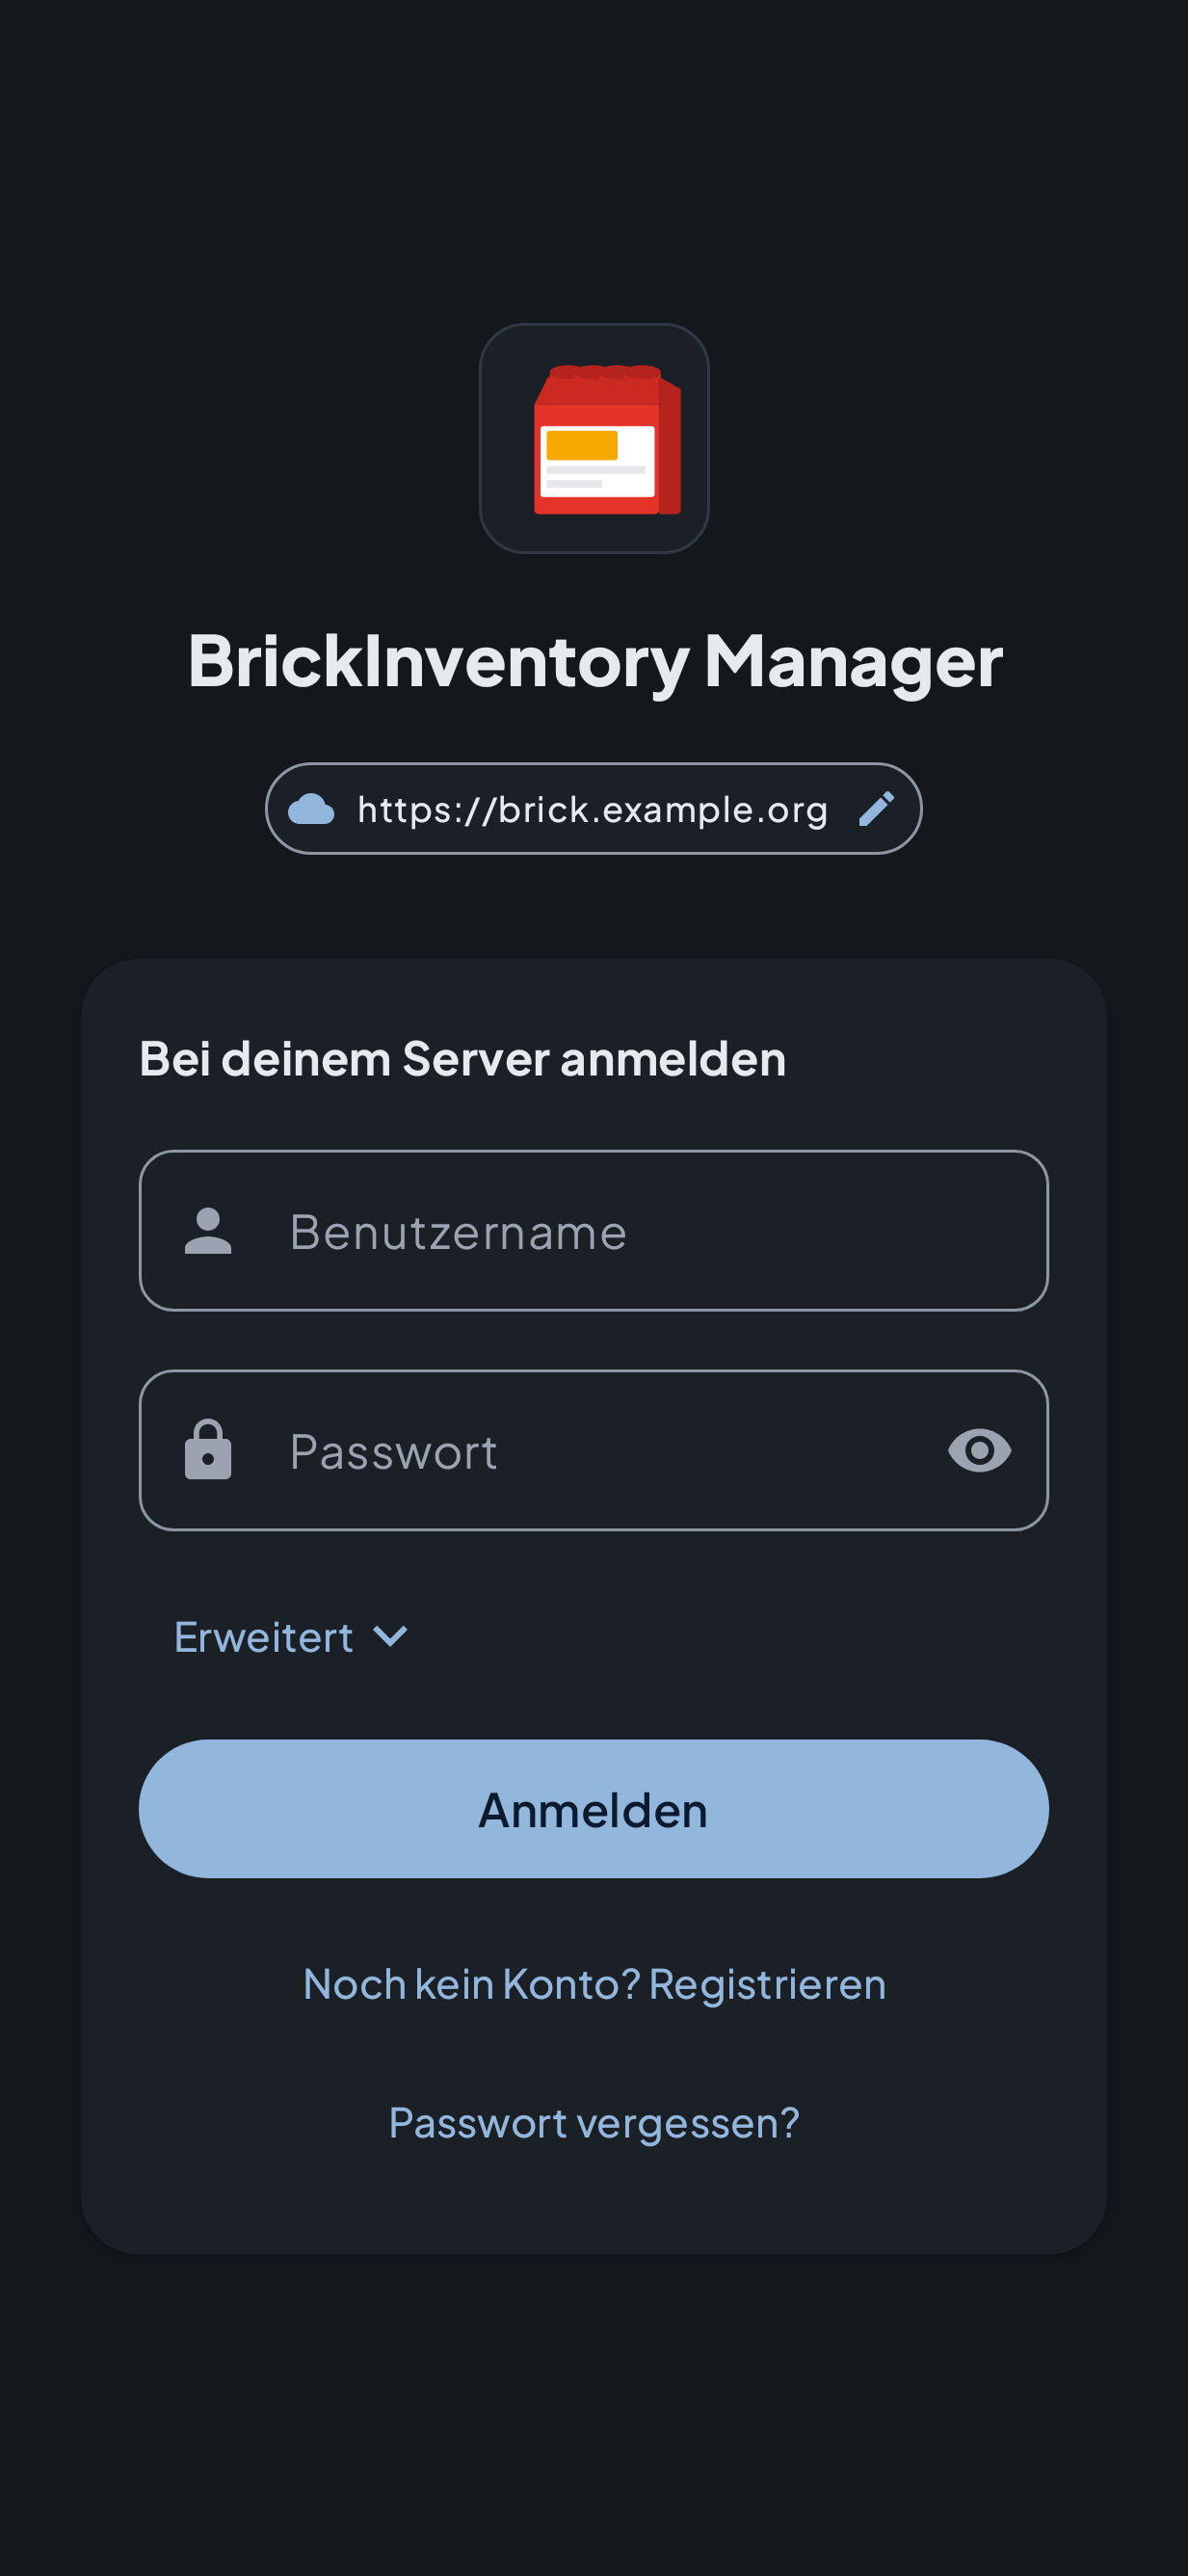 BrickInventory Manager
https://brick.example.org
Bei deinem Server anmelden
Benutzername
Passwort
Erweitert
Anmelden
Noch kein Konto? Registrieren
Passwort vergessen?